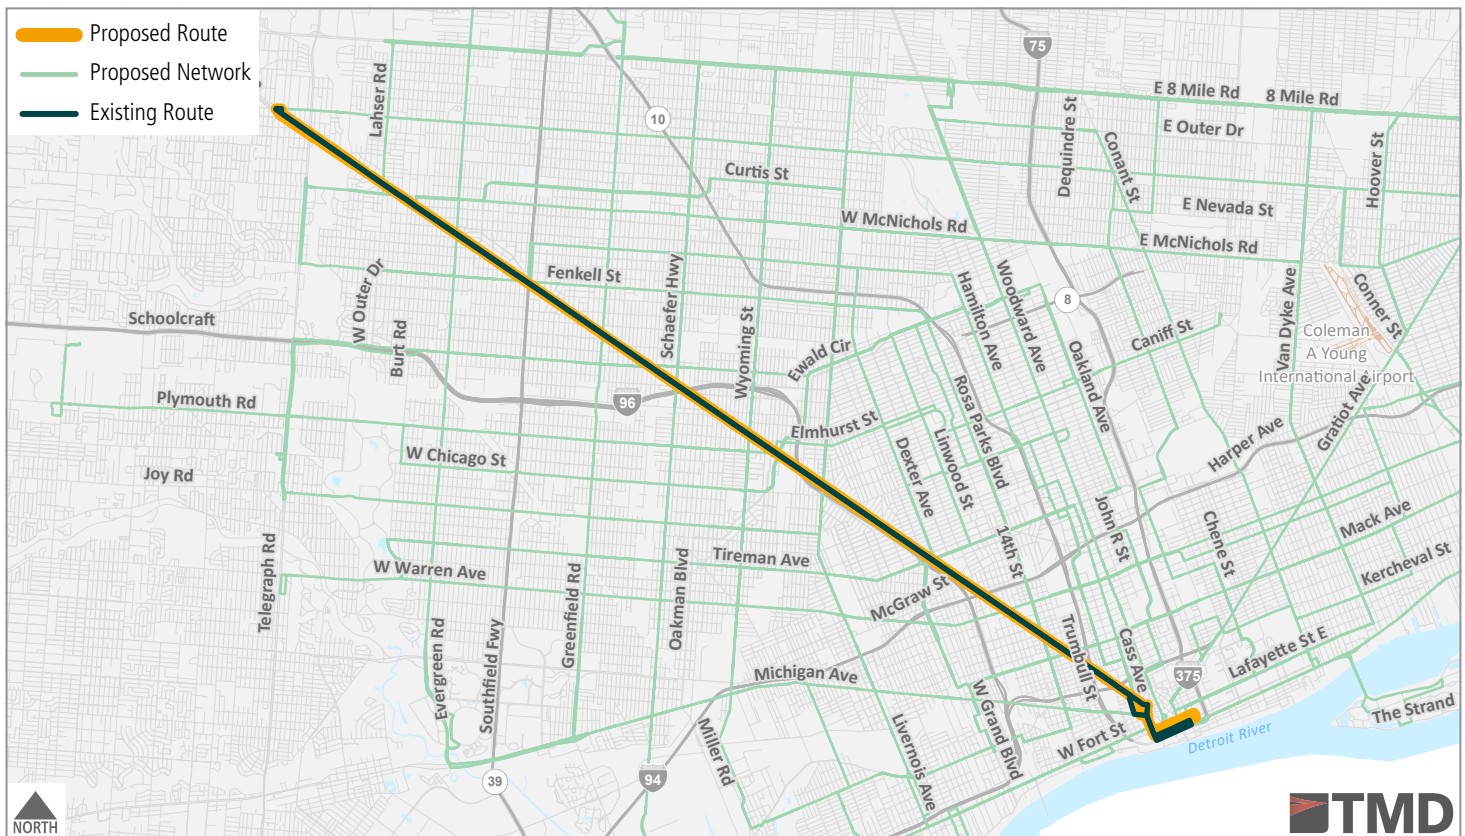 Proposed Route
Proposed Network
Existing Route
Lahser Rd
10
75
E 8 Mile Rd
8 Mile Rd
E Outer Dr
Dequindre St
Conant St
Hoover St
Curtis St
E Nevada St
W McNichols Rd
E McNichols Rd
Fenkell St
W Outer Dr
Schaefer Hwy
Hamilton Ave
Woodward Ave
8
Van Dyke Ave
Conner St
Schoolcraft
Burt Rd
Wyoming St
Ewald Cir
Oakland Ave
Caniff St
Coleman
A Young
International Airport
Plymouth Rd
96
Rosa Parks Blvd
Gratiot Ave
Elmhurst St
Harper Ave
W Chicago St
Joy Rd
Dexter Ave
Linwood St
John R St
Mack Ave
Chene St
Telegraph Rd
14th St
Tireman Ave
Kercheval St
W Warren Ave
McGraw St
Oakman Blvd
Greenfield Rd
Evergreen Rd
Southfield Fwy
Trumbull St
Cass Ave
Lafayette St E
375
Michigan Ave
W Grand Blvd
The Strand
Miller Rd
Livernois Ave
W Fort St
Detroit River
39
94
NORTH
TMD